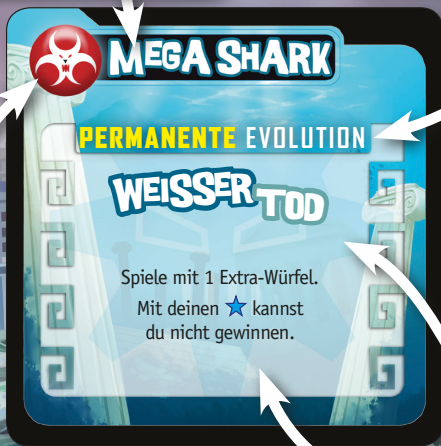 MEGA SHARK
PERMANENTE EVOLUTION
WEISSER TOD
Spiele mit 1 Extra-Würfel.
Mit deinen ★ kannst
du nicht gewinnen.